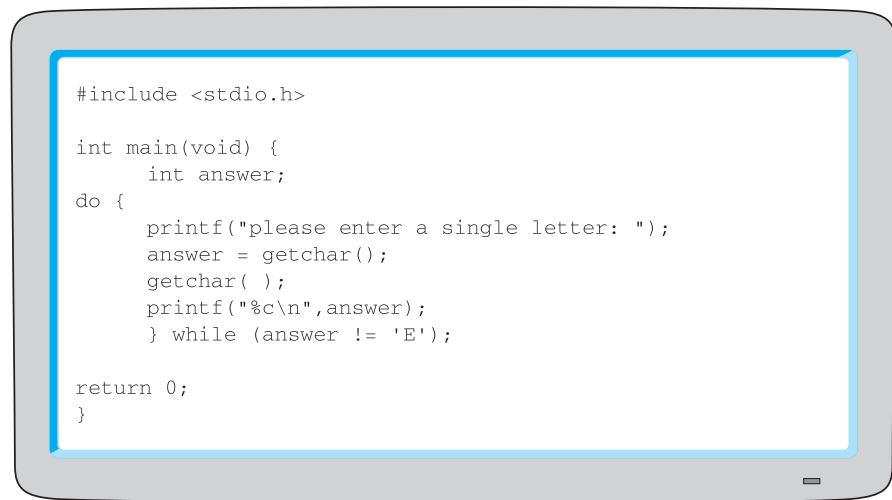 #include <stdio.h>
int main(void) {
int answer;
do {
printf("please enter a single letter: ");
answer = getchar();
getchar( );
printf("%c\n",answer);
} while (answer != 'E');
return 0;
}